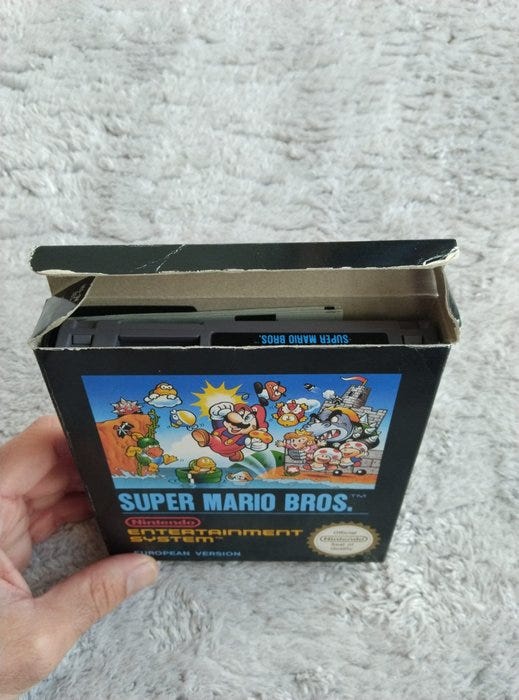 SUPER MARIO BROS.
SUPER MARIO BROS.™
Nintendo
ENTERTAINMENT
SYSTEM™
EUROPEAN VERSION
Official
Nintendo
Seal of
Quality